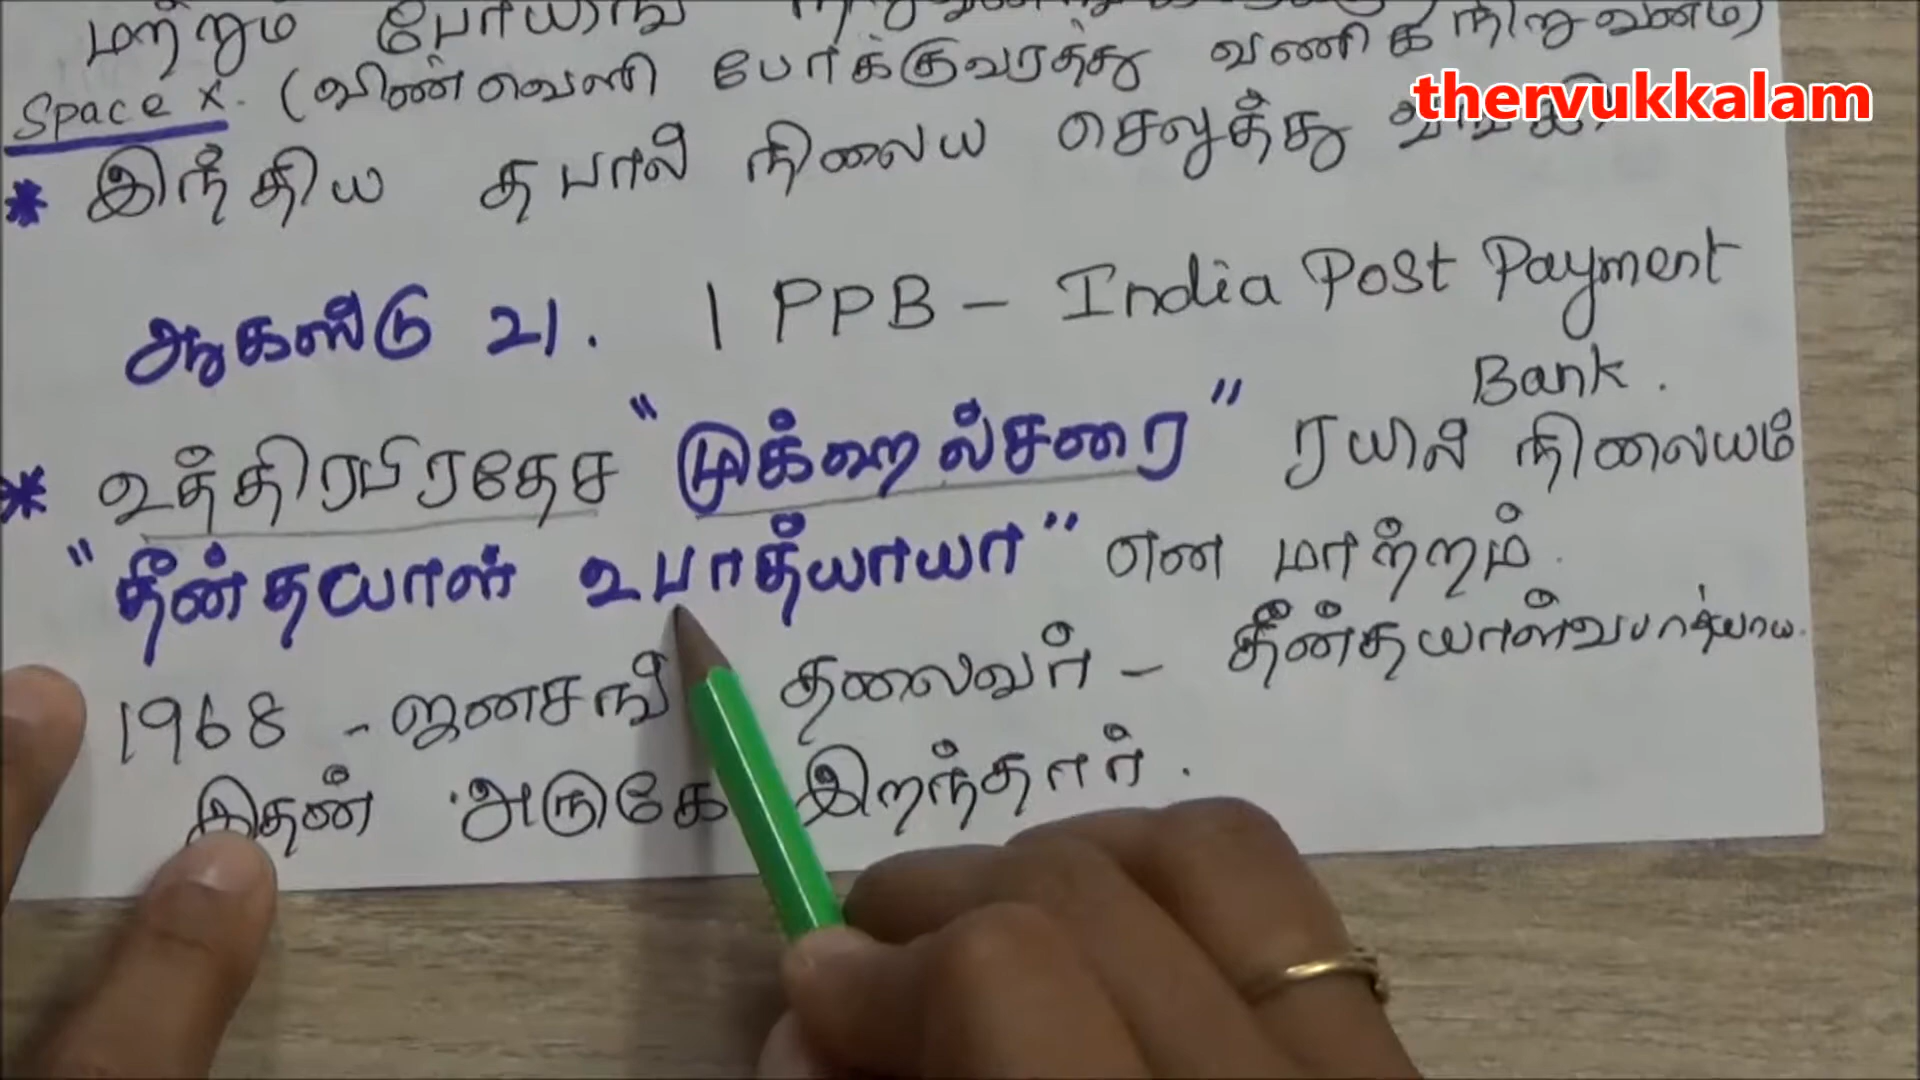 மற்றும் போயிங்
Space X. (விண்வெளி போக்குவரத்து வணிக நிறுவனம்)
thervukkalam
* இந்திய தபால் நிலைய செலுத்து வங்கி
ஆகஸ்டு 21. IPPB - India Post Payment
Bank.
* உத்திரபிரதேச "முக்ஹல்சரை" ரயில் நிலையம்
"தீன்தயாள் உபாத்யாயா" என மாற்றம்.
1968 - ஜனசங் தலைவர் - தீன்தயாள்உபாத்யாய.
இதன் அருகே இறந்தார்.